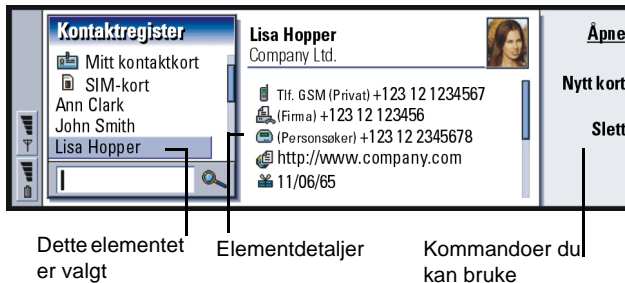 Kontaktregister
Mitt kontaktkort
SIM-kort
Ann Clark
John Smith
Lisa Hopper
Lisa Hopper
Company Ltd.
Tlf. GSM (Privat) +123 12 1234567
(Firma) +123 12 123456
(Personsøker) +123 12 2345678
http://www.company.com
11/06/65
Åpne
Nytt kort
Slett
Dette elementet
er valgt
Elementdetaljer
Kommandoer du
kan bruke